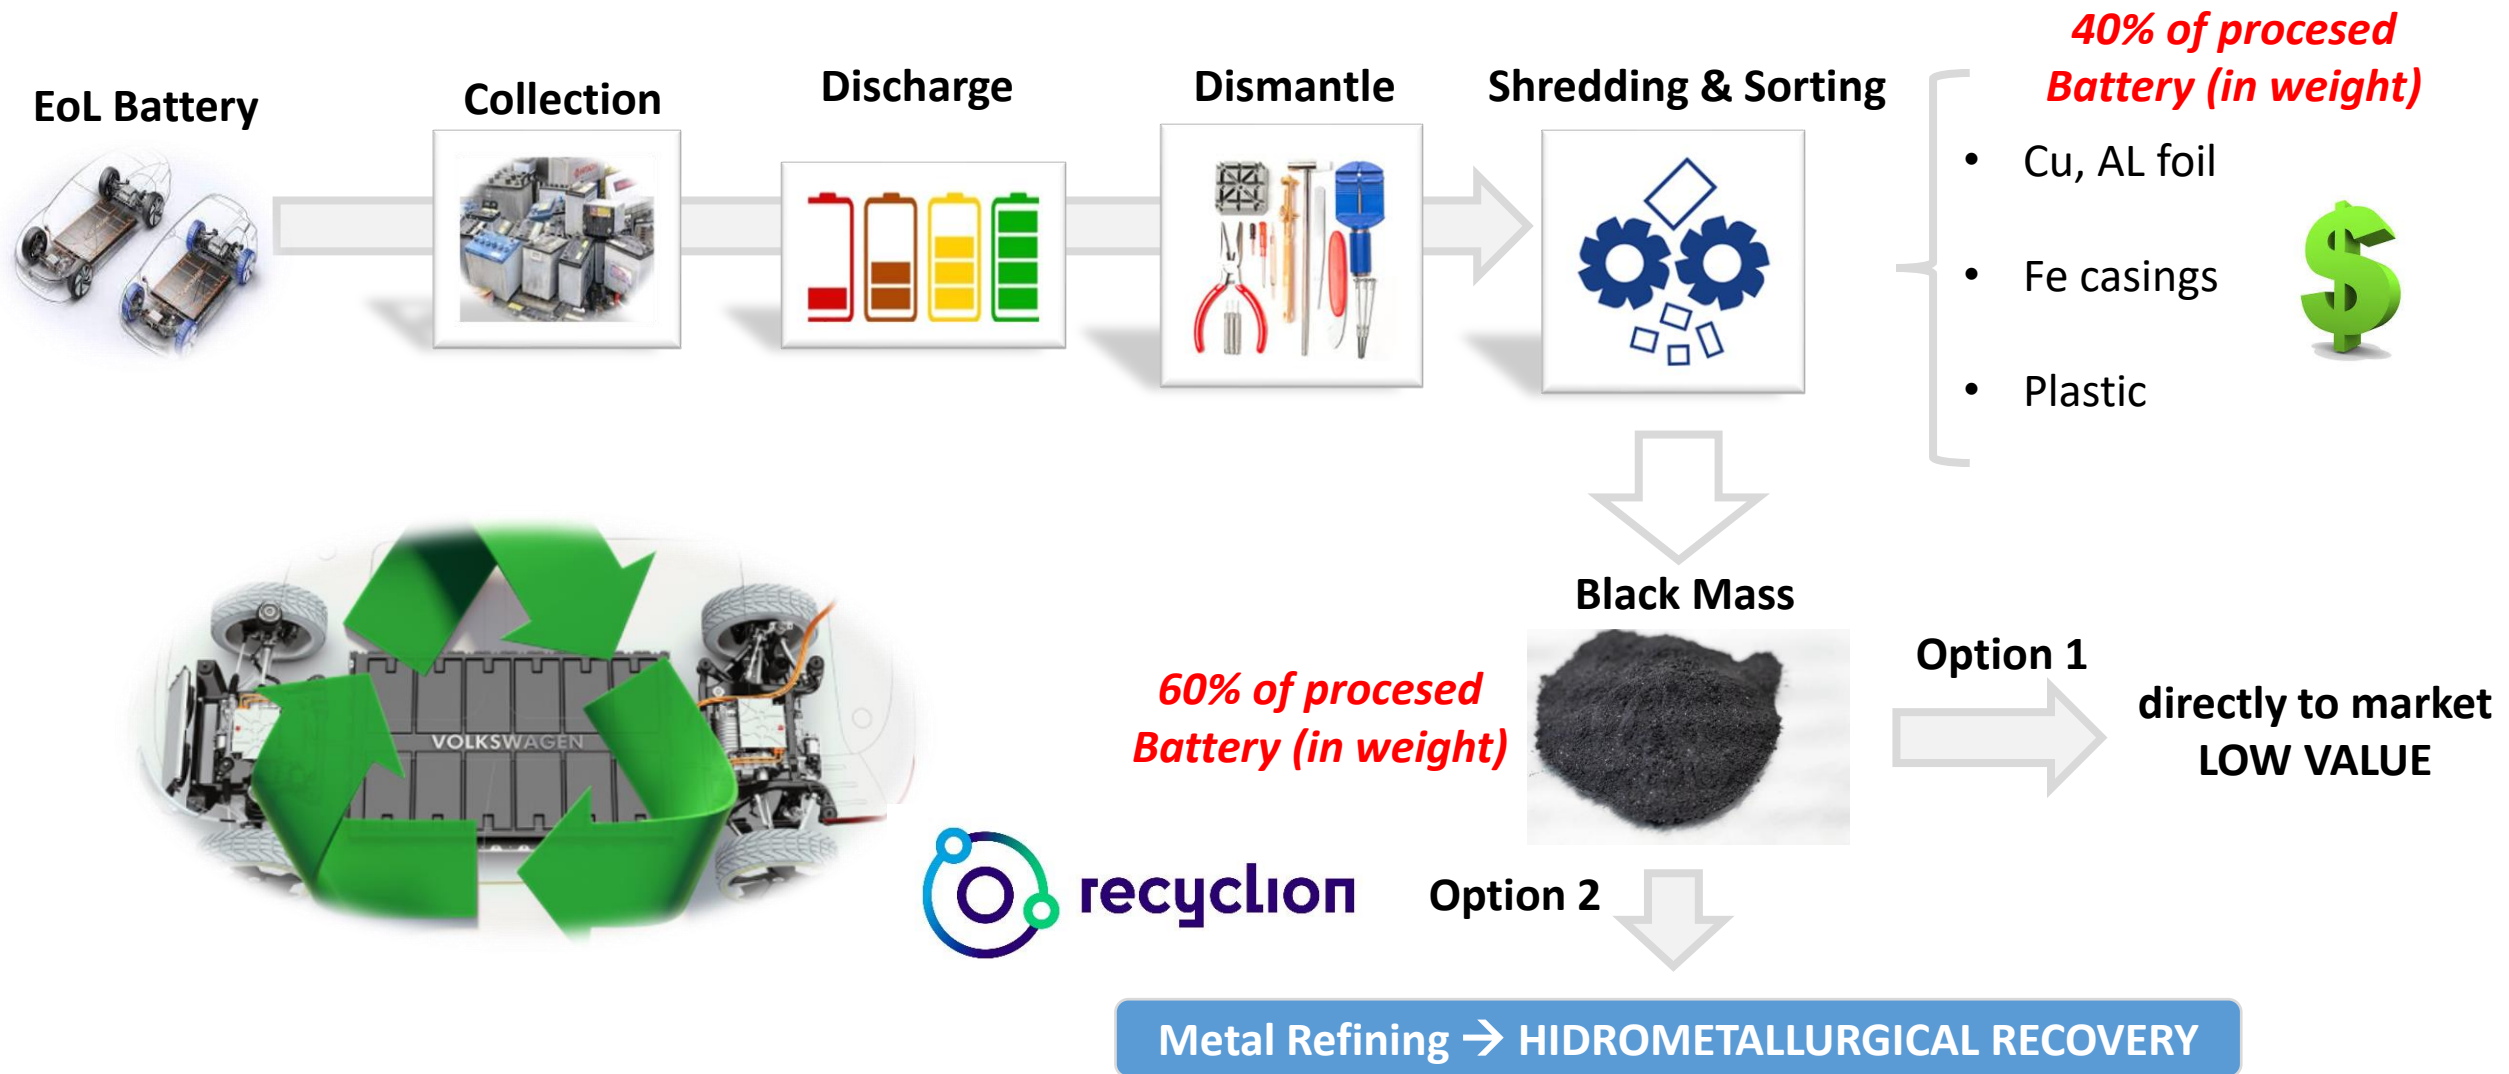 EoL Battery
Collection
Discharge
Dismantle
Shredding & Sorting
40% of procesed
Battery (in weight)
• Cu, AL foil
• Fe casings
• Plastic
$
VOLKSWAGEN
Black Mass
60% of procesed
Battery (in weight)
Option 1
directly to market
LOW VALUE
recyclion
Option 2
Metal Refining → HIDROMETALLURGICAL RECOVERY